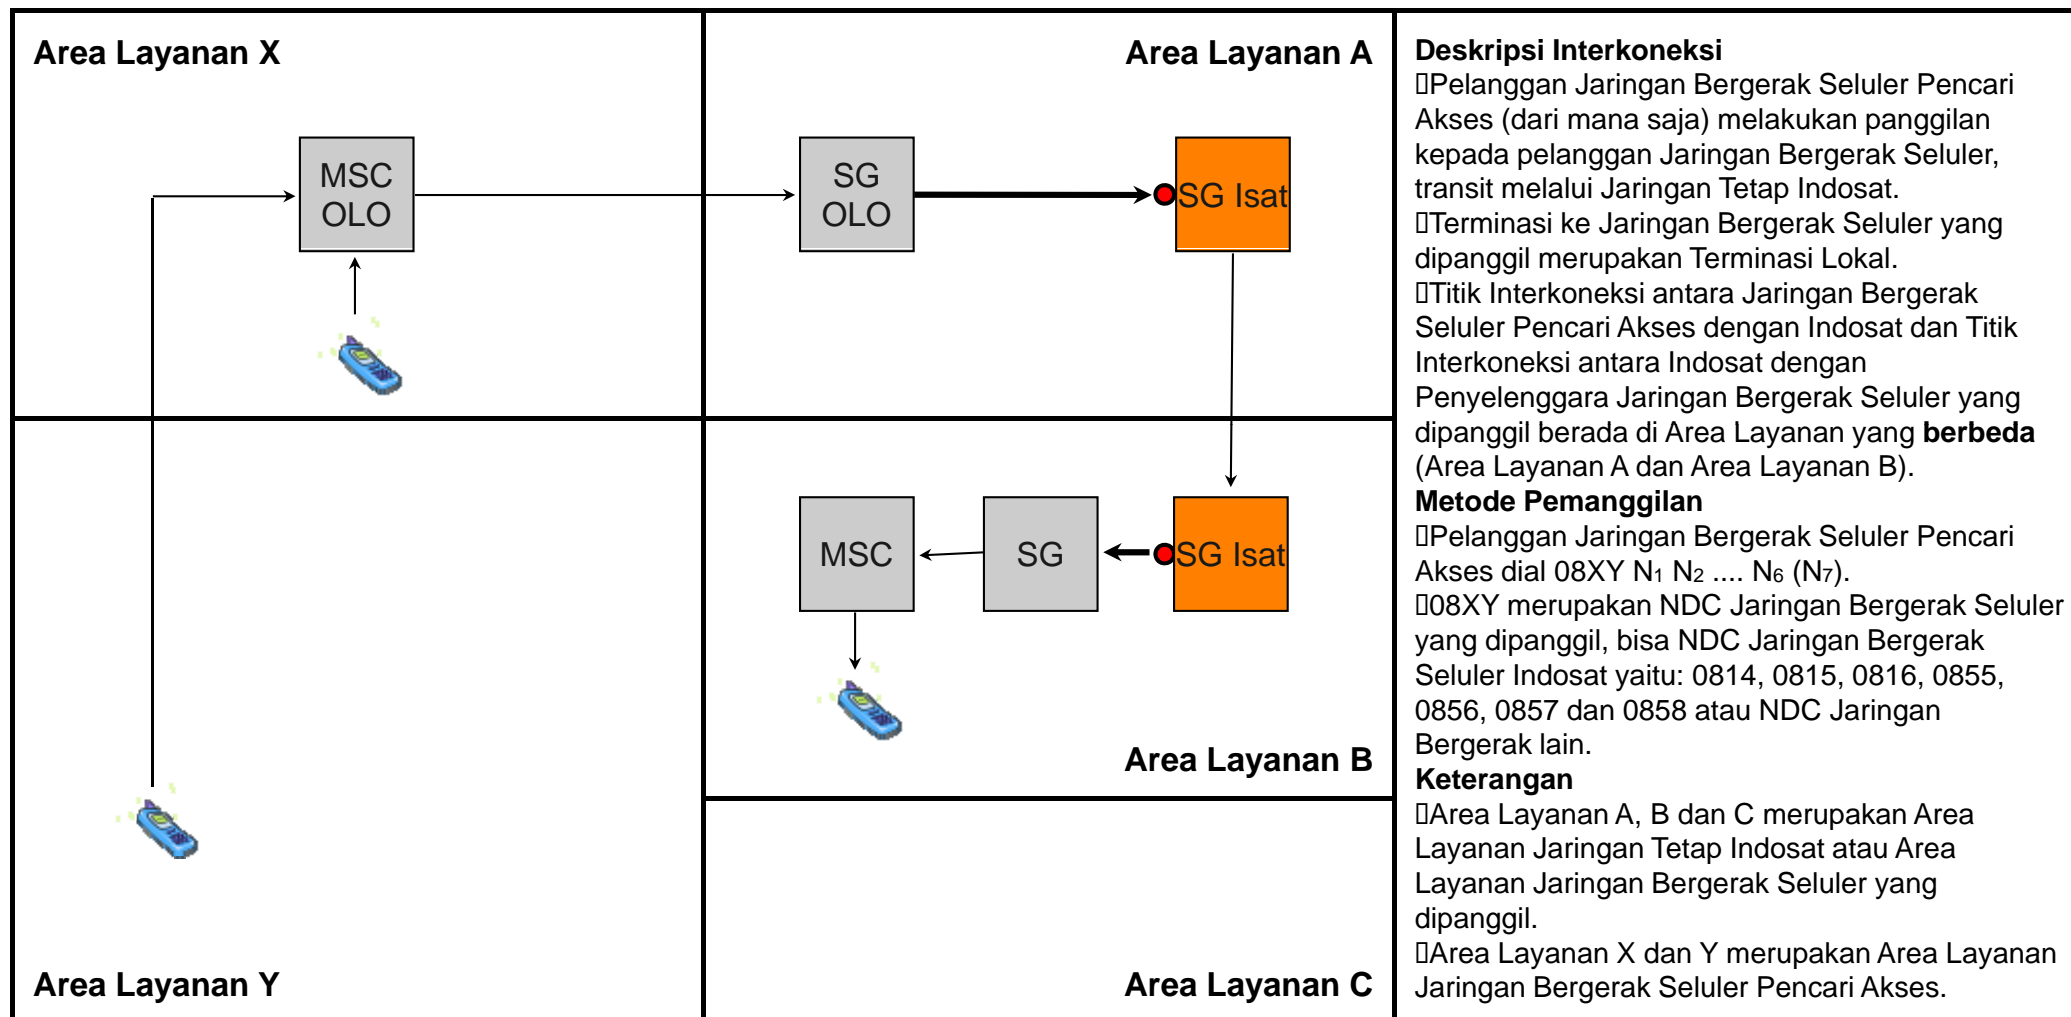 Area Layanan X
MSC
OLO
Area Layanan Y
Area Layanan A
SG
OLO
SG Isat
MSC
SG
SG Isat
Area Layanan B
Area Layanan C
Deskripsi Interkoneksi
Pelanggan Jaringan Bergerak Seluler Pencari
Akses (dari mana saja) melakukan panggilan
kepada pelanggan Jaringan Bergerak Seluler,
transit melalui Jaringan Tetap Indosat.
Terminasi ke Jaringan Bergerak Seluler yang
dipanggil merupakan Terminasi Lokal.
Titik Interkoneksi antara Jaringan Bergerak
Seluler Pencari Akses dengan Indosat dan Titik
Interkoneksi antara Indosat dengan
Penyelenggara Jaringan Bergerak Seluler yang
dipanggil berada di Area Layanan yang berbeda
(Area Layanan A dan Area Layanan B).
Metode Pemanggilan
Pelanggan Jaringan Bergerak Seluler Pencari
Akses dial 08XY N₁ N₂ .... N₆ (N₇).
08XY merupakan NDC Jaringan Bergerak Seluler
yang dipanggil, bisa NDC Jaringan Bergerak
Seluler Indosat yaitu: 0814, 0815, 0816, 0855,
0856, 0857 dan 0858 atau NDC Jaringan
Bergerak lain.
Keterangan
Area Layanan A, B dan C merupakan Area
Layanan Jaringan Tetap Indosat atau Area
Layanan Jaringan Bergerak Seluler yang
dipanggil.
Area Layanan X dan Y merupakan Area Layanan
Jaringan Bergerak Seluler Pencari Akses.